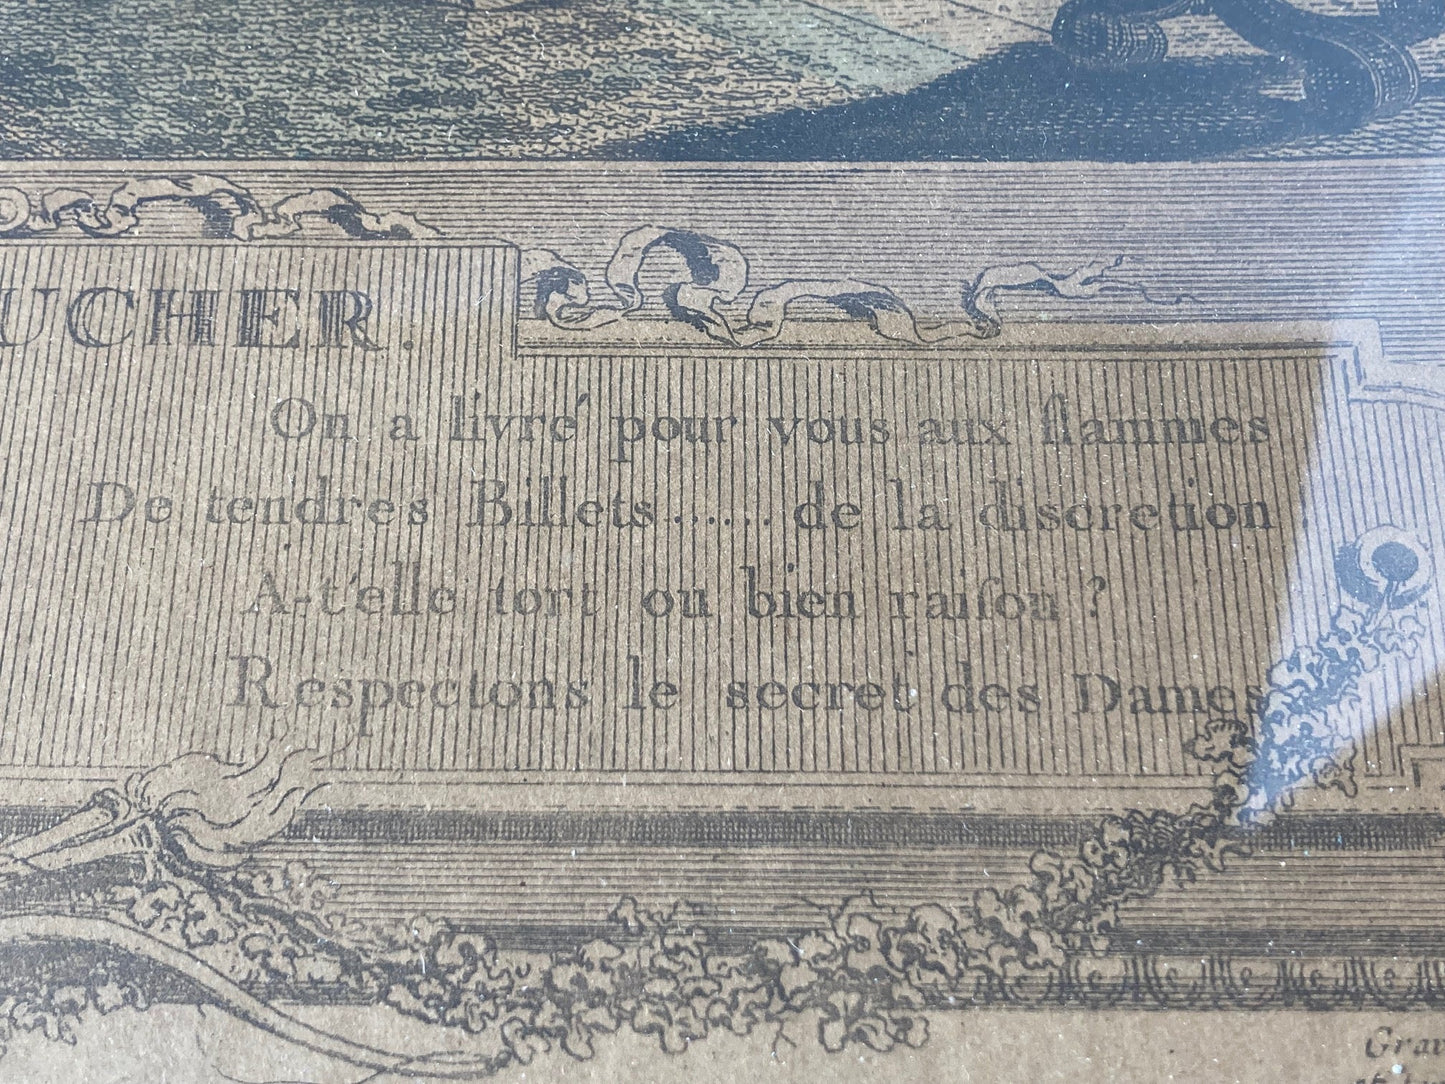 UCHER.
On a livré pour vous aux flammes
De tendres Billets...... de la discretion.
A-t'elle tort ou bien raiſon ?
Respectons le secret des Dames
Grav